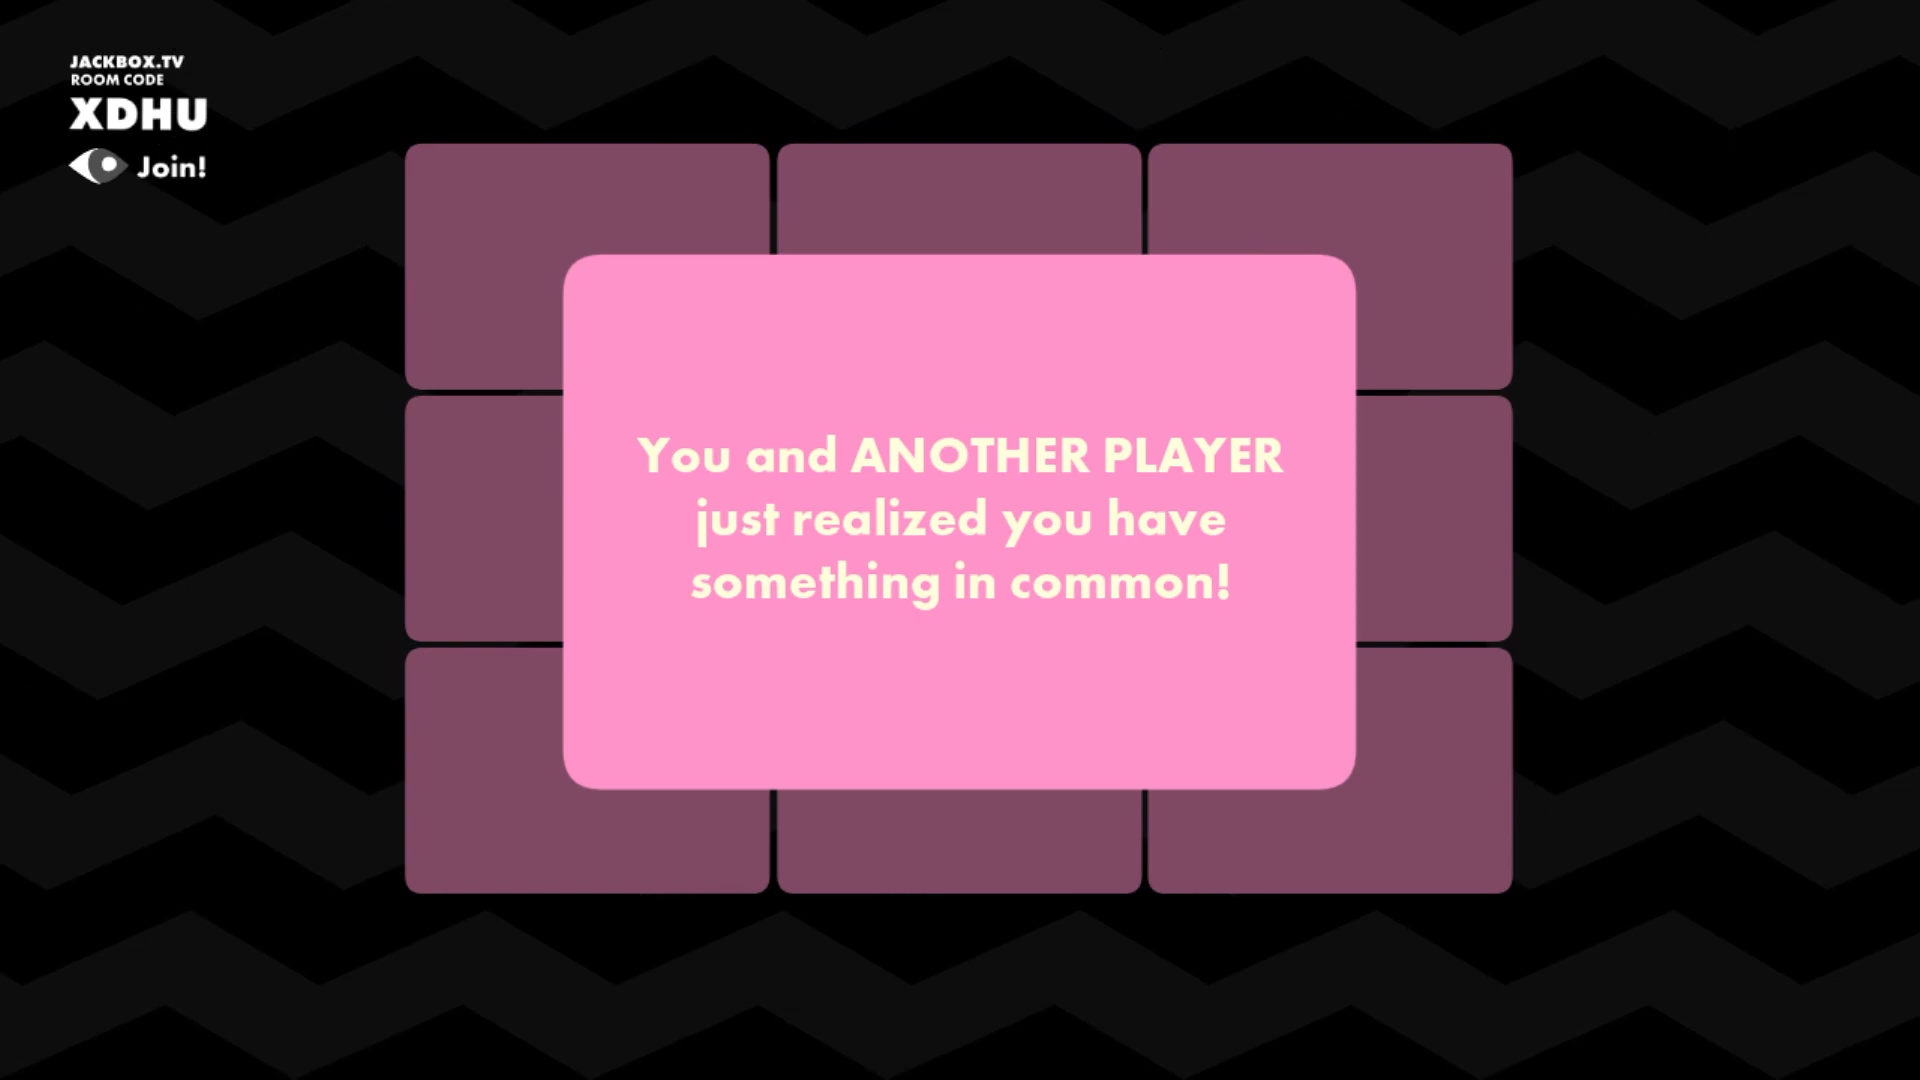 JACKBOX.TV
ROOM CODE
XDHU
Join!
You and ANOTHER PLAYER
just realized you have
something in common!